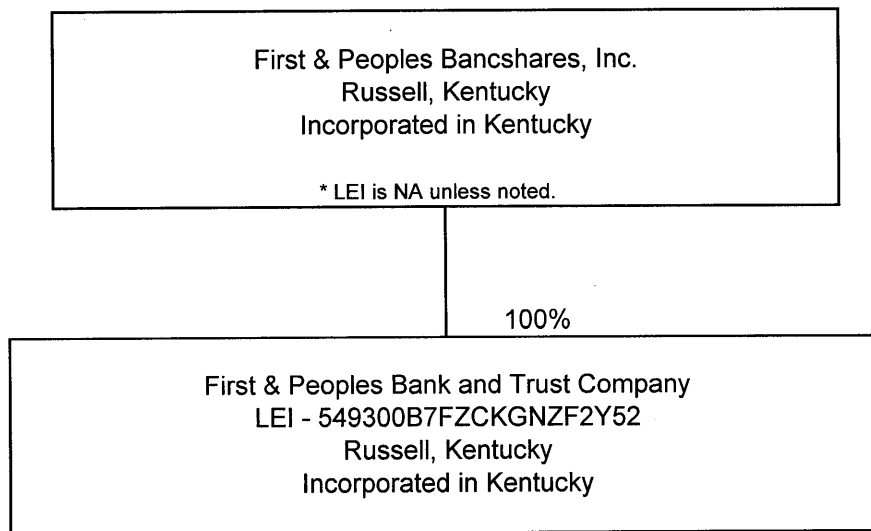 First & Peoples Bancshares, Inc.
Russell, Kentucky
Incorporated in Kentucky
* LEI is NA unless noted.
100%
First & Peoples Bank and Trust Company
LEI - 549300B7FZCKGNZF2Y52
Russell, Kentucky
Incorporated in Kentucky